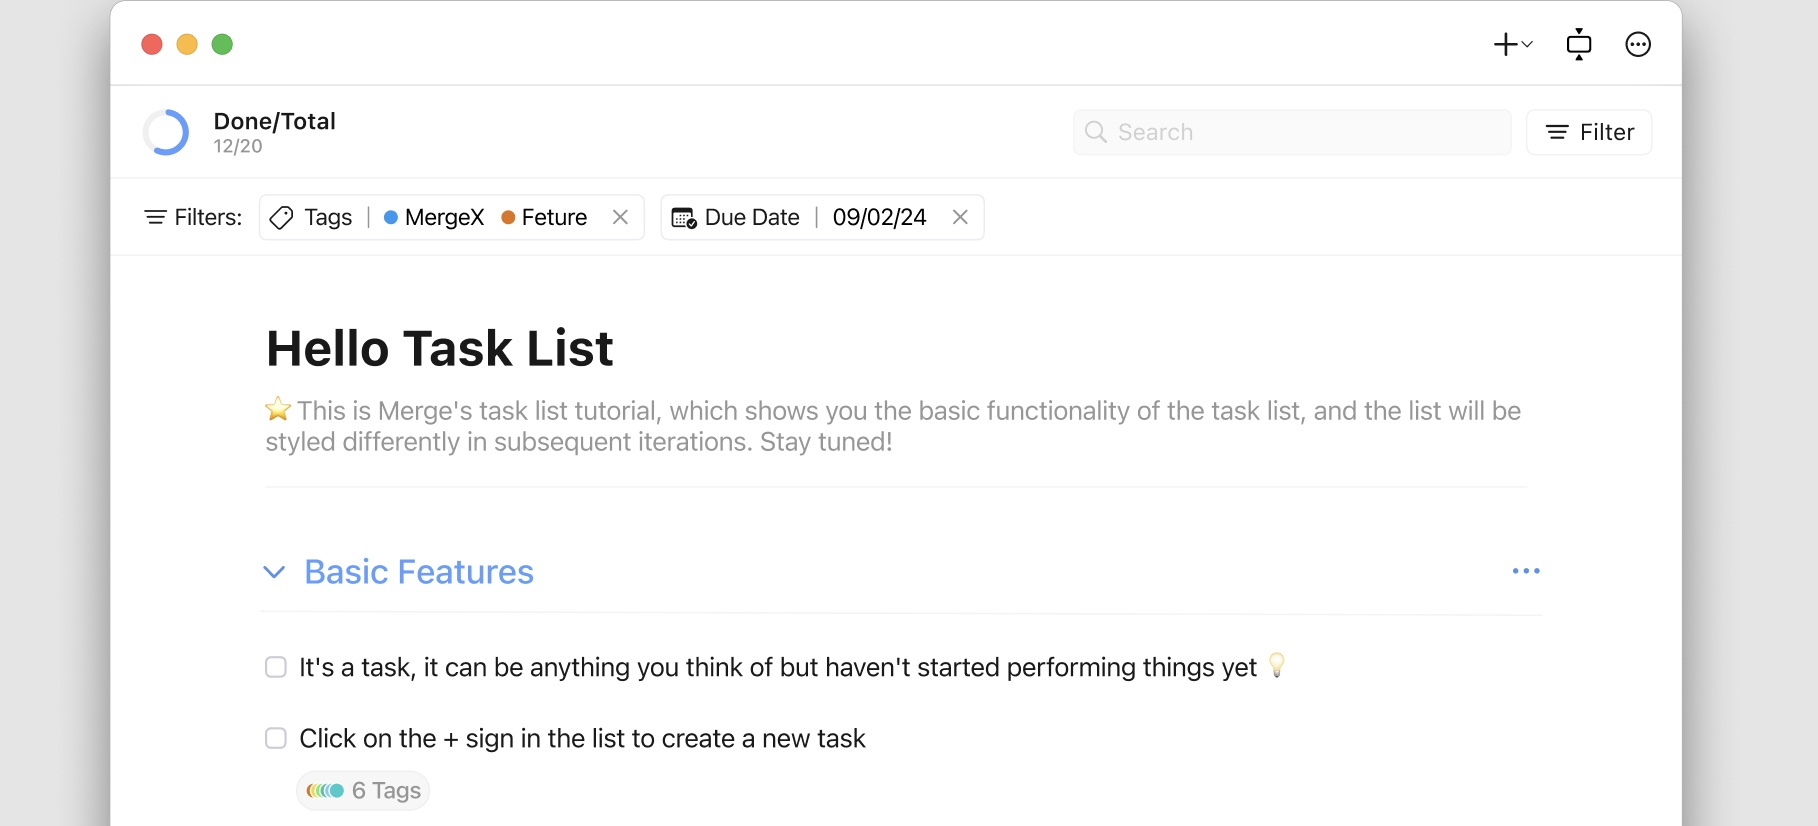 Done/Total
12/20
Search
Filter
Filters:
Tags | MergeX Feture
Due Date | 09/02/24
Hello Task List
⭐ This is Merge's task list tutorial, which shows you the basic functionality of the task list, and the list will be
styled differently in subsequent iterations. Stay tuned!
Basic Features
It's a task, it can be anything you think of but haven't started performing things yet 💡
Click on the + sign in the list to create a new task
6 Tags